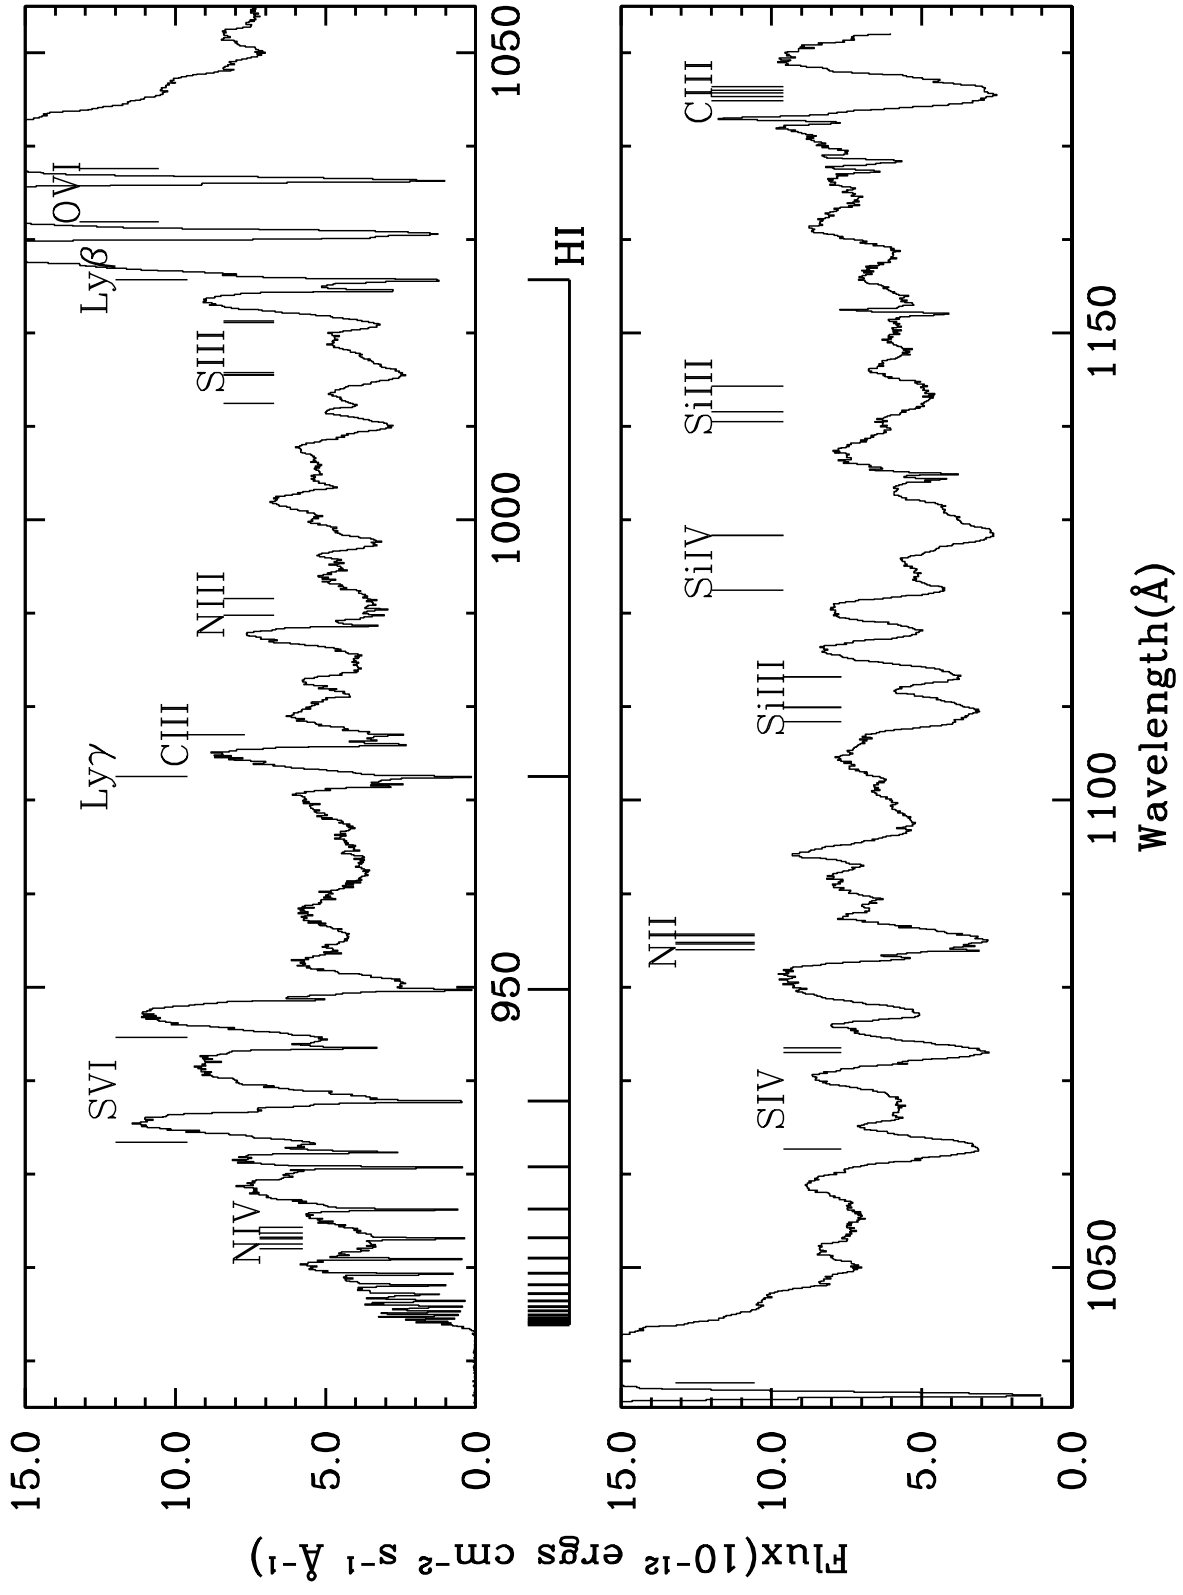 Flux(10⁻¹² ergs cm⁻² s⁻¹ Å⁻¹)
15.0
10.0
5.0
0.0
O VI
Lyβ
Lyγ
SVI
CIII
SIII
NIII
NIV
950
1000
1050
HI
15.0
10.0
5.0
0.0
NII
SiIII
SiIV
CIII
SIV
SiIII
1050
1100
1150
Wavelength(Å)